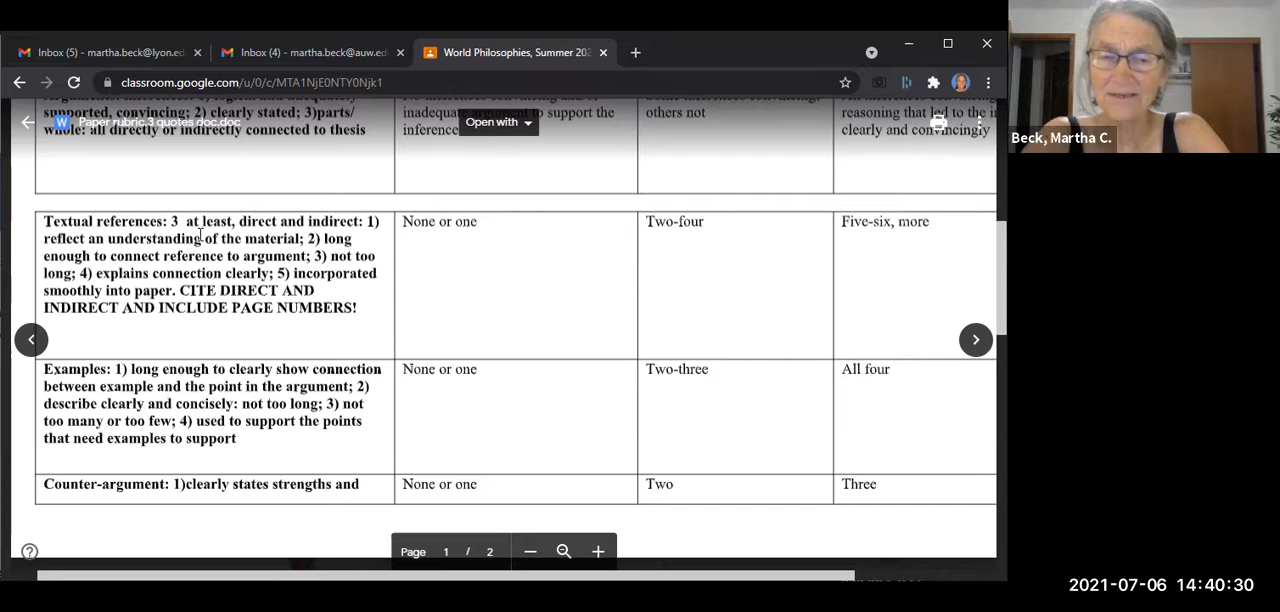 Inbox (5) - martha.beck@lyon.ed
Inbox (4) - martha.beck@auw.ed
World Philosophies, Summer 202
classroom.google.com/u/0/c/MTA1NjE0NTY0Njk1
supported, convincing; 2) clearly stated; 3)parts/
whole: all directly or indirectly connected to thesis
Paper rubric.3 quotes doc.doc
inadequate argument to support the
inference
Open with
others not
reasoning that led to the
clearly and convincingly
Beck, Martha C.
Textual references: 3 at least, direct and indirect: 1)
reflect an understanding of the material; 2) long
enough to connect reference to argument; 3) not too
long; 4) explains connection clearly; 5) incorporated
smoothly into paper. CITE DIRECT AND
INDIRECT AND INCLUDE PAGE NUMBERS!
None or one
Two-four
Five-six, more
Examples: 1) long enough to clearly show connection
between example and the point in the argument; 2)
describe clearly and concisely: not too long; 3) not
too many or too few; 4) used to support the points
that need examples to support
None or one
Two-three
All four
Counter-argument: 1)clearly states strengths and
None or one
Two
Three
Page 1 / 2
2021-07-06 14:40:30